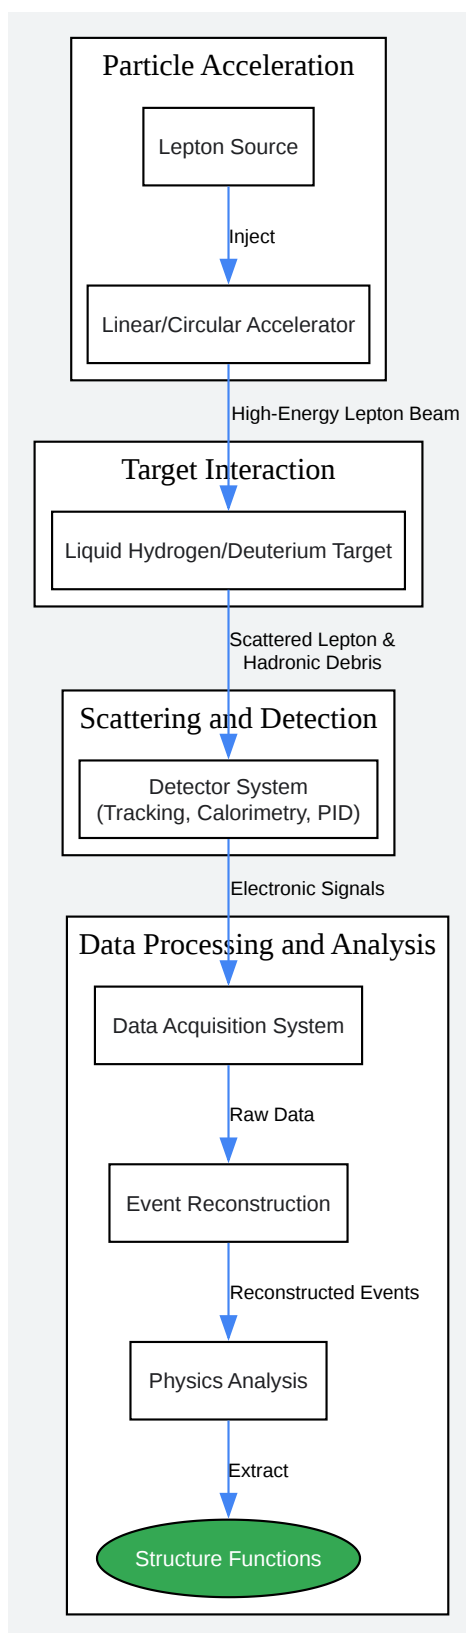 Particle Acceleration
Lepton Source
Inject
Linear/Circular Accelerator
High-Energy Lepton Beam
Target Interaction
Liquid Hydrogen/Deuterium Target
Scattered Lepton &
Hadronic Debris
Scattering and Detection
Detector System
(Tracking, Calorimetry, PID)
Electronic Signals
Data Processing and Analysis
Data Acquisition System
Raw Data
Event Reconstruction
Reconstructed Events
Physics Analysis
Extract
Structure Functions